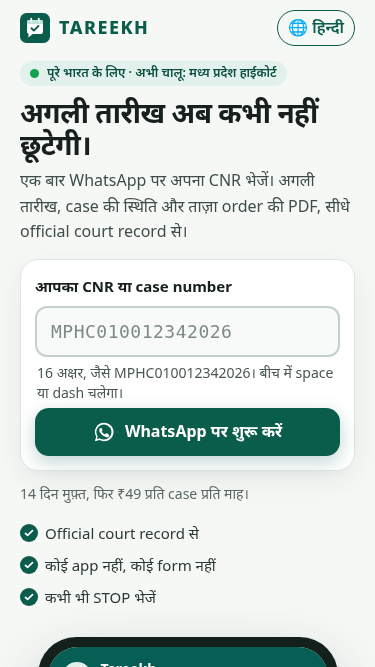 TAREEKH
🌐 हिन्दी
पूरे भारत के लिए · अभी चालू: मध्य प्रदेश हाईकोर्ट
अगली तारीख अब कभी नहीं
छूटेगी।
एक बार WhatsApp पर अपना CNR भेजें। अगली
तारीख, case की स्थिति और ताज़ा order की PDF, सीधे
official court record से।
आपका CNR या case number
MPHC010012342026
16 अक्षर, जैसे MPHC010012342026। बीच में space
या dash चलेगा।
WhatsApp पर शुरू करें
14 दिन मुफ़्त, फिर ₹49 प्रति case प्रति माह।
Official court record से
कोई app नहीं, कोई form नहीं
कभी भी STOP भेजें
Tareekh